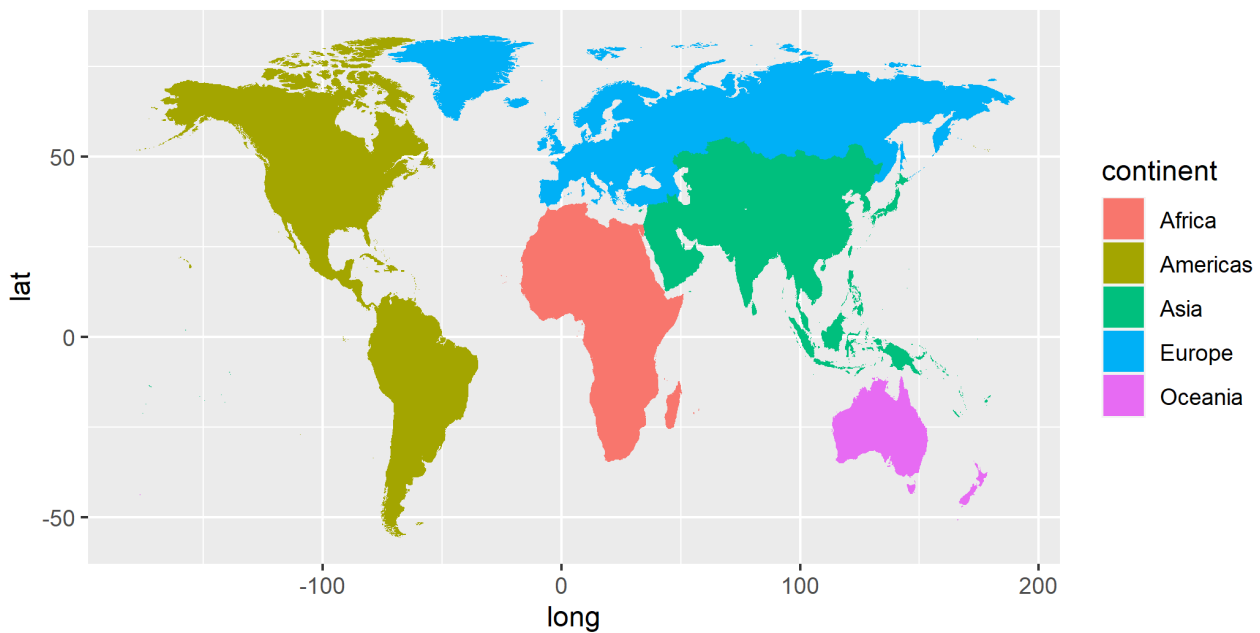 50
0
-50
lat
-100
0
100
200
long
continent
Africa
Americas
Asia
Europe
Oceania